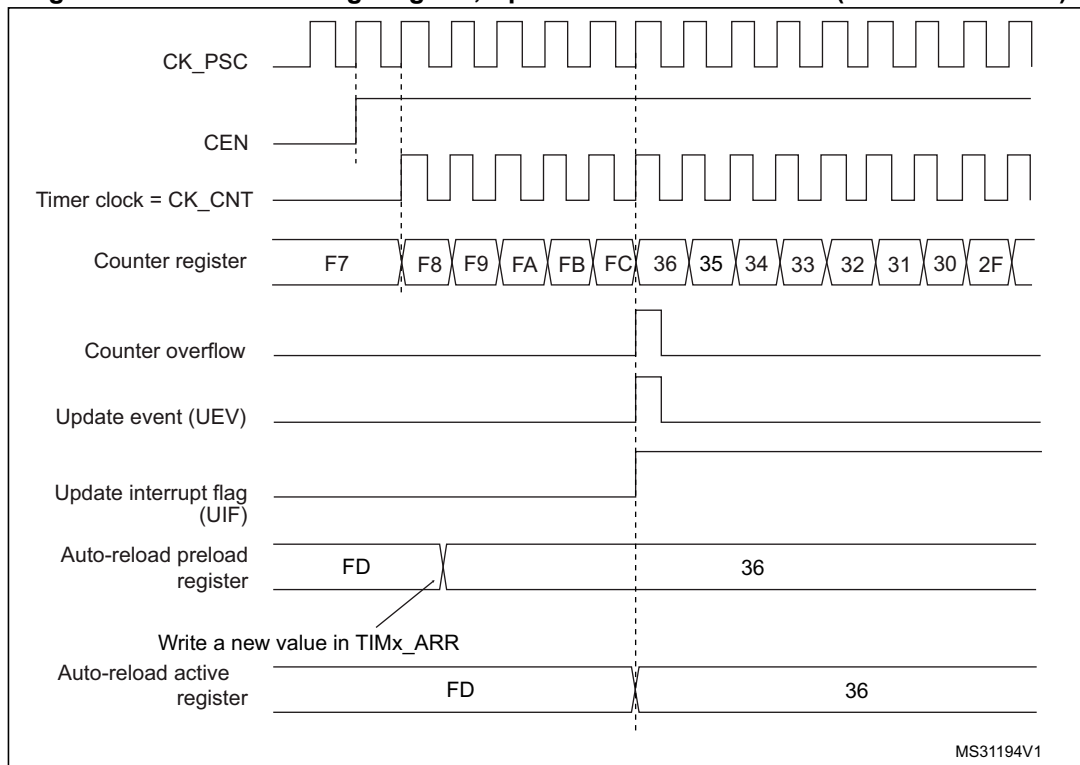 CK_PSC
CEN
Timer clock = CK_CNT
Counter register F7 F8 F9 FA FB FC 36 35 34 33 32 31 30 2F
Counter overflow
Update event (UEV)
Update interrupt flag
(UIF)
Auto-reload preload
register
FD 36
Write a new value in TIMx_ARR
Auto-reload active
register
FD 36
MS31194V1